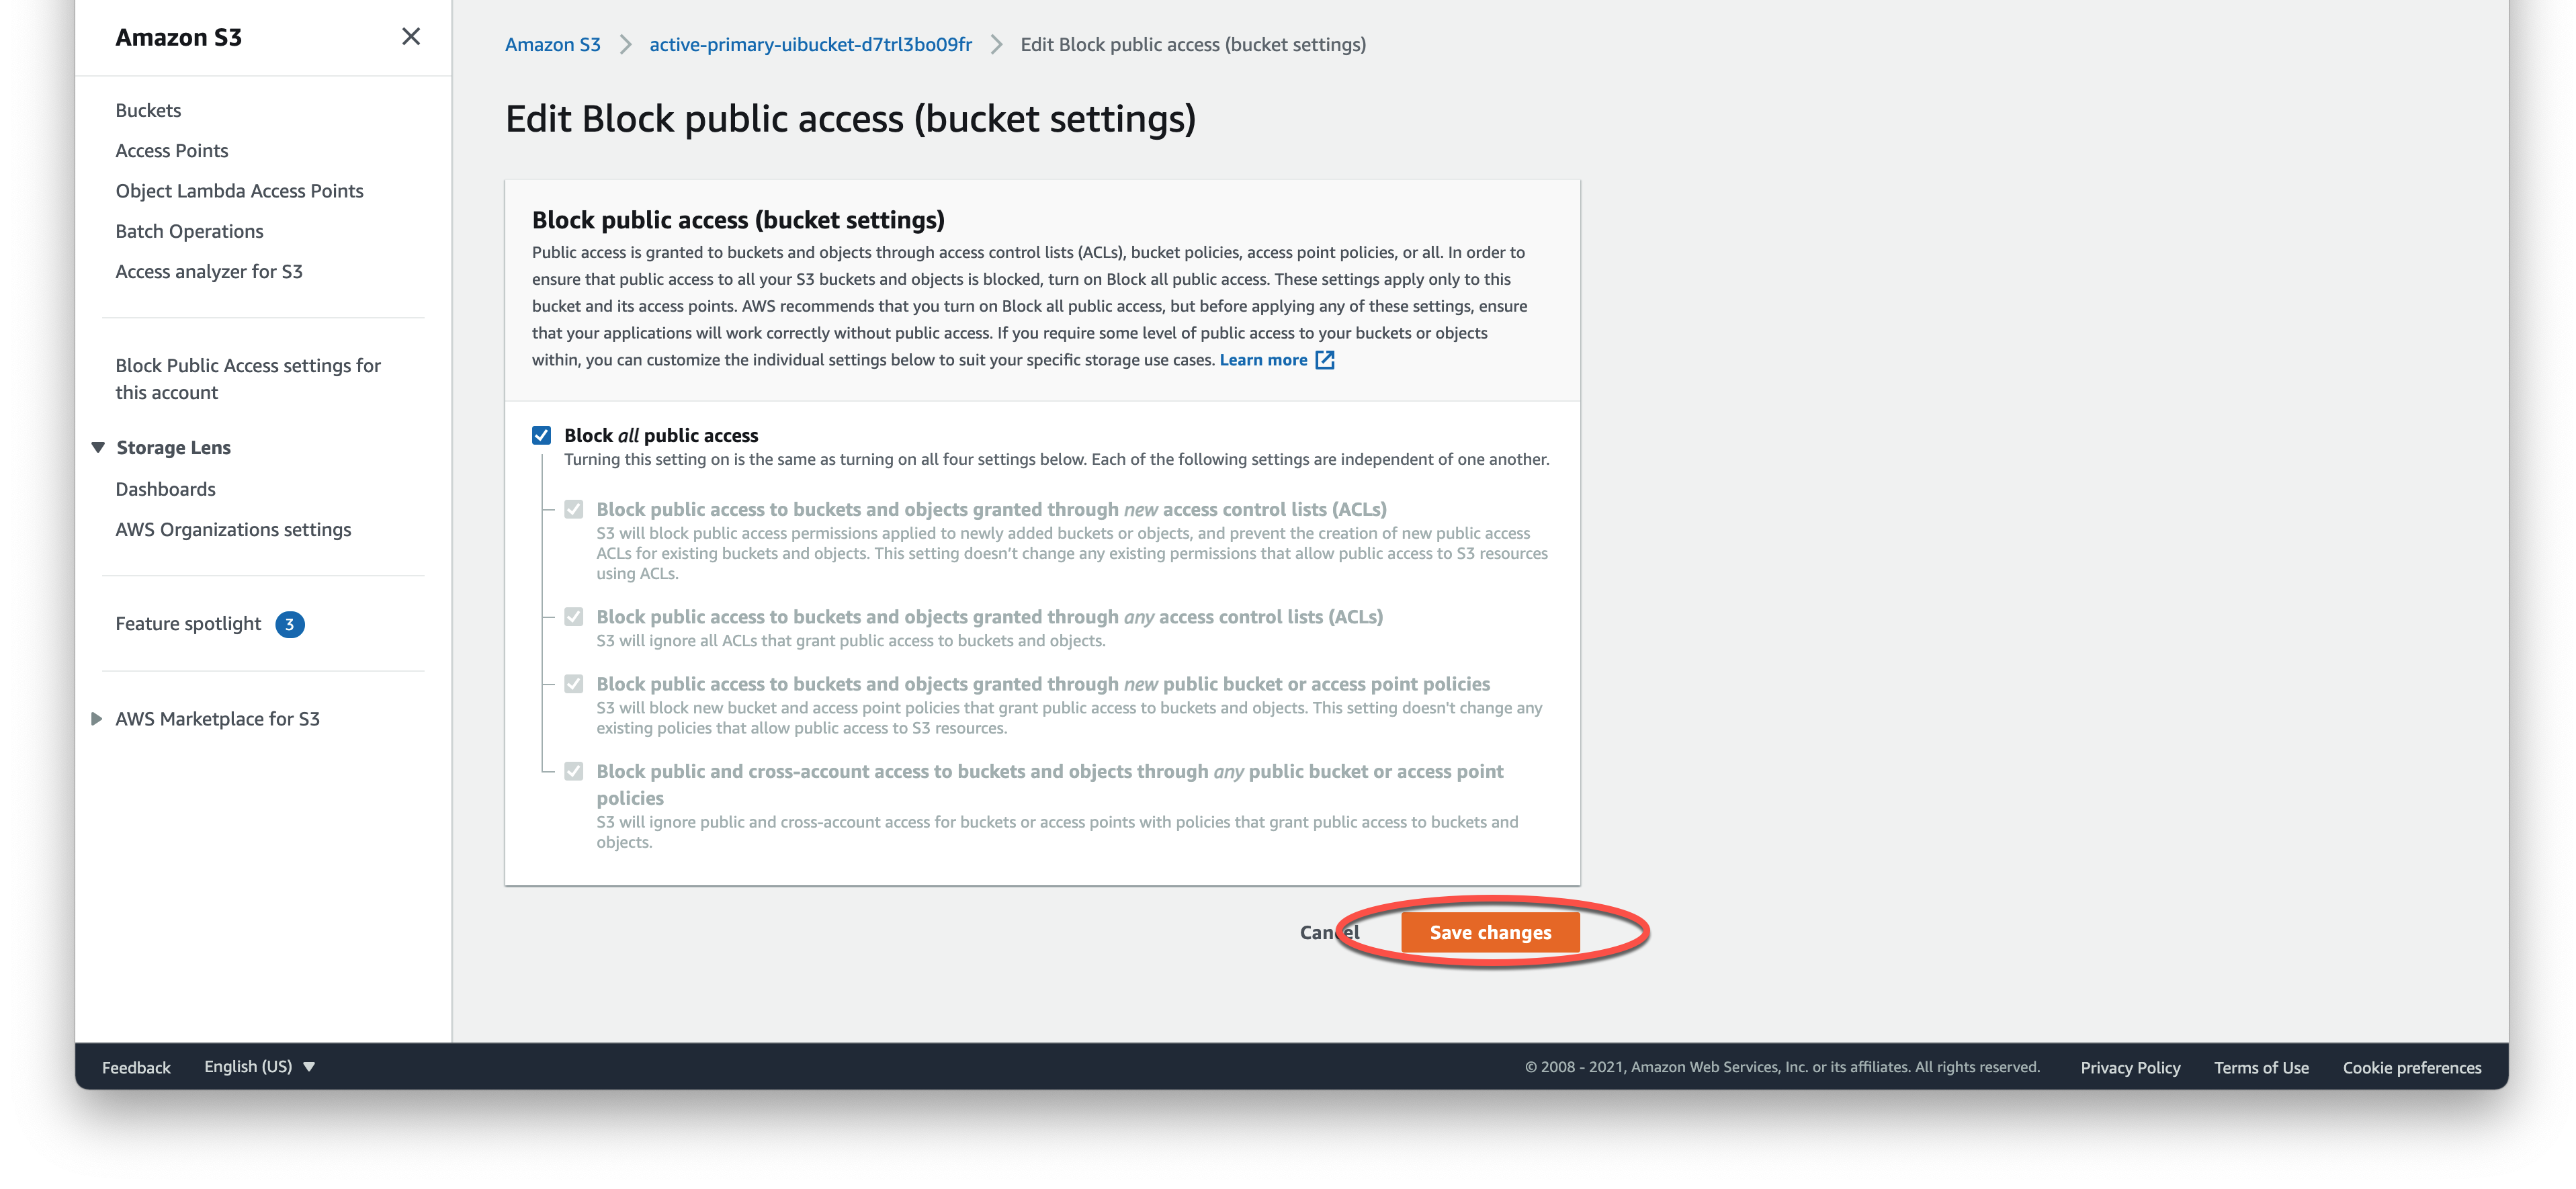 Amazon S3
Buckets
Access Points
Object Lambda Access Points
Batch Operations
Access analyzer for S3
Block Public Access settings for
this account
Storage Lens
Dashboards
AWS Organizations settings
Feature spotlight 3
AWS Marketplace for S3
Amazon S3 > active-primary-uibucket-d7trl3bo09fr > Edit Block public access (bucket settings)
Edit Block public access (bucket settings)
Block public access (bucket settings)
Public access is granted to buckets and objects through access control lists (ACLs), bucket policies, access point policies, or all. In order to
ensure that public access to all your S3 buckets and objects is blocked, turn on Block all public access. These settings apply only to this
bucket and its access points. AWS recommends that you turn on Block all public access, but before applying any of these settings, ensure
that your applications will work correctly without public access. If you require some level of public access to your buckets or objects
within, you can customize the individual settings below to suit your specific storage use cases. Learn more
Block all public access
Turning this setting on is the same as turning on all four settings below. Each of the following settings are independent of one another.
Block public access to buckets and objects granted through new access control lists (ACLs)
S3 will block public access permissions applied to newly added buckets or objects, and prevent the creation of new public access
ACLs for existing buckets and objects. This setting doesn't change any existing permissions that allow public access to S3 resources
using ACLs.
Block public access to buckets and objects granted through any access control lists (ACLs)
S3 will ignore all ACLs that grant public access to buckets and objects.
Block public access to buckets and objects granted through new public bucket or access point policies
S3 will block new bucket and access point policies that grant public access to buckets and objects. This setting doesn't change any
existing policies that allow public access to S3 resources.
Block public and cross-account access to buckets and objects through any public bucket or access point
policies
S3 will ignore public and cross-account access for buckets or access points with policies that grant public access to buckets and
objects.
Cancel Save changes
Feedback English (US) © 2008 - 2021, Amazon Web Services, Inc. or its affiliates. All rights reserved. Privacy Policy Terms of Use Cookie preferences